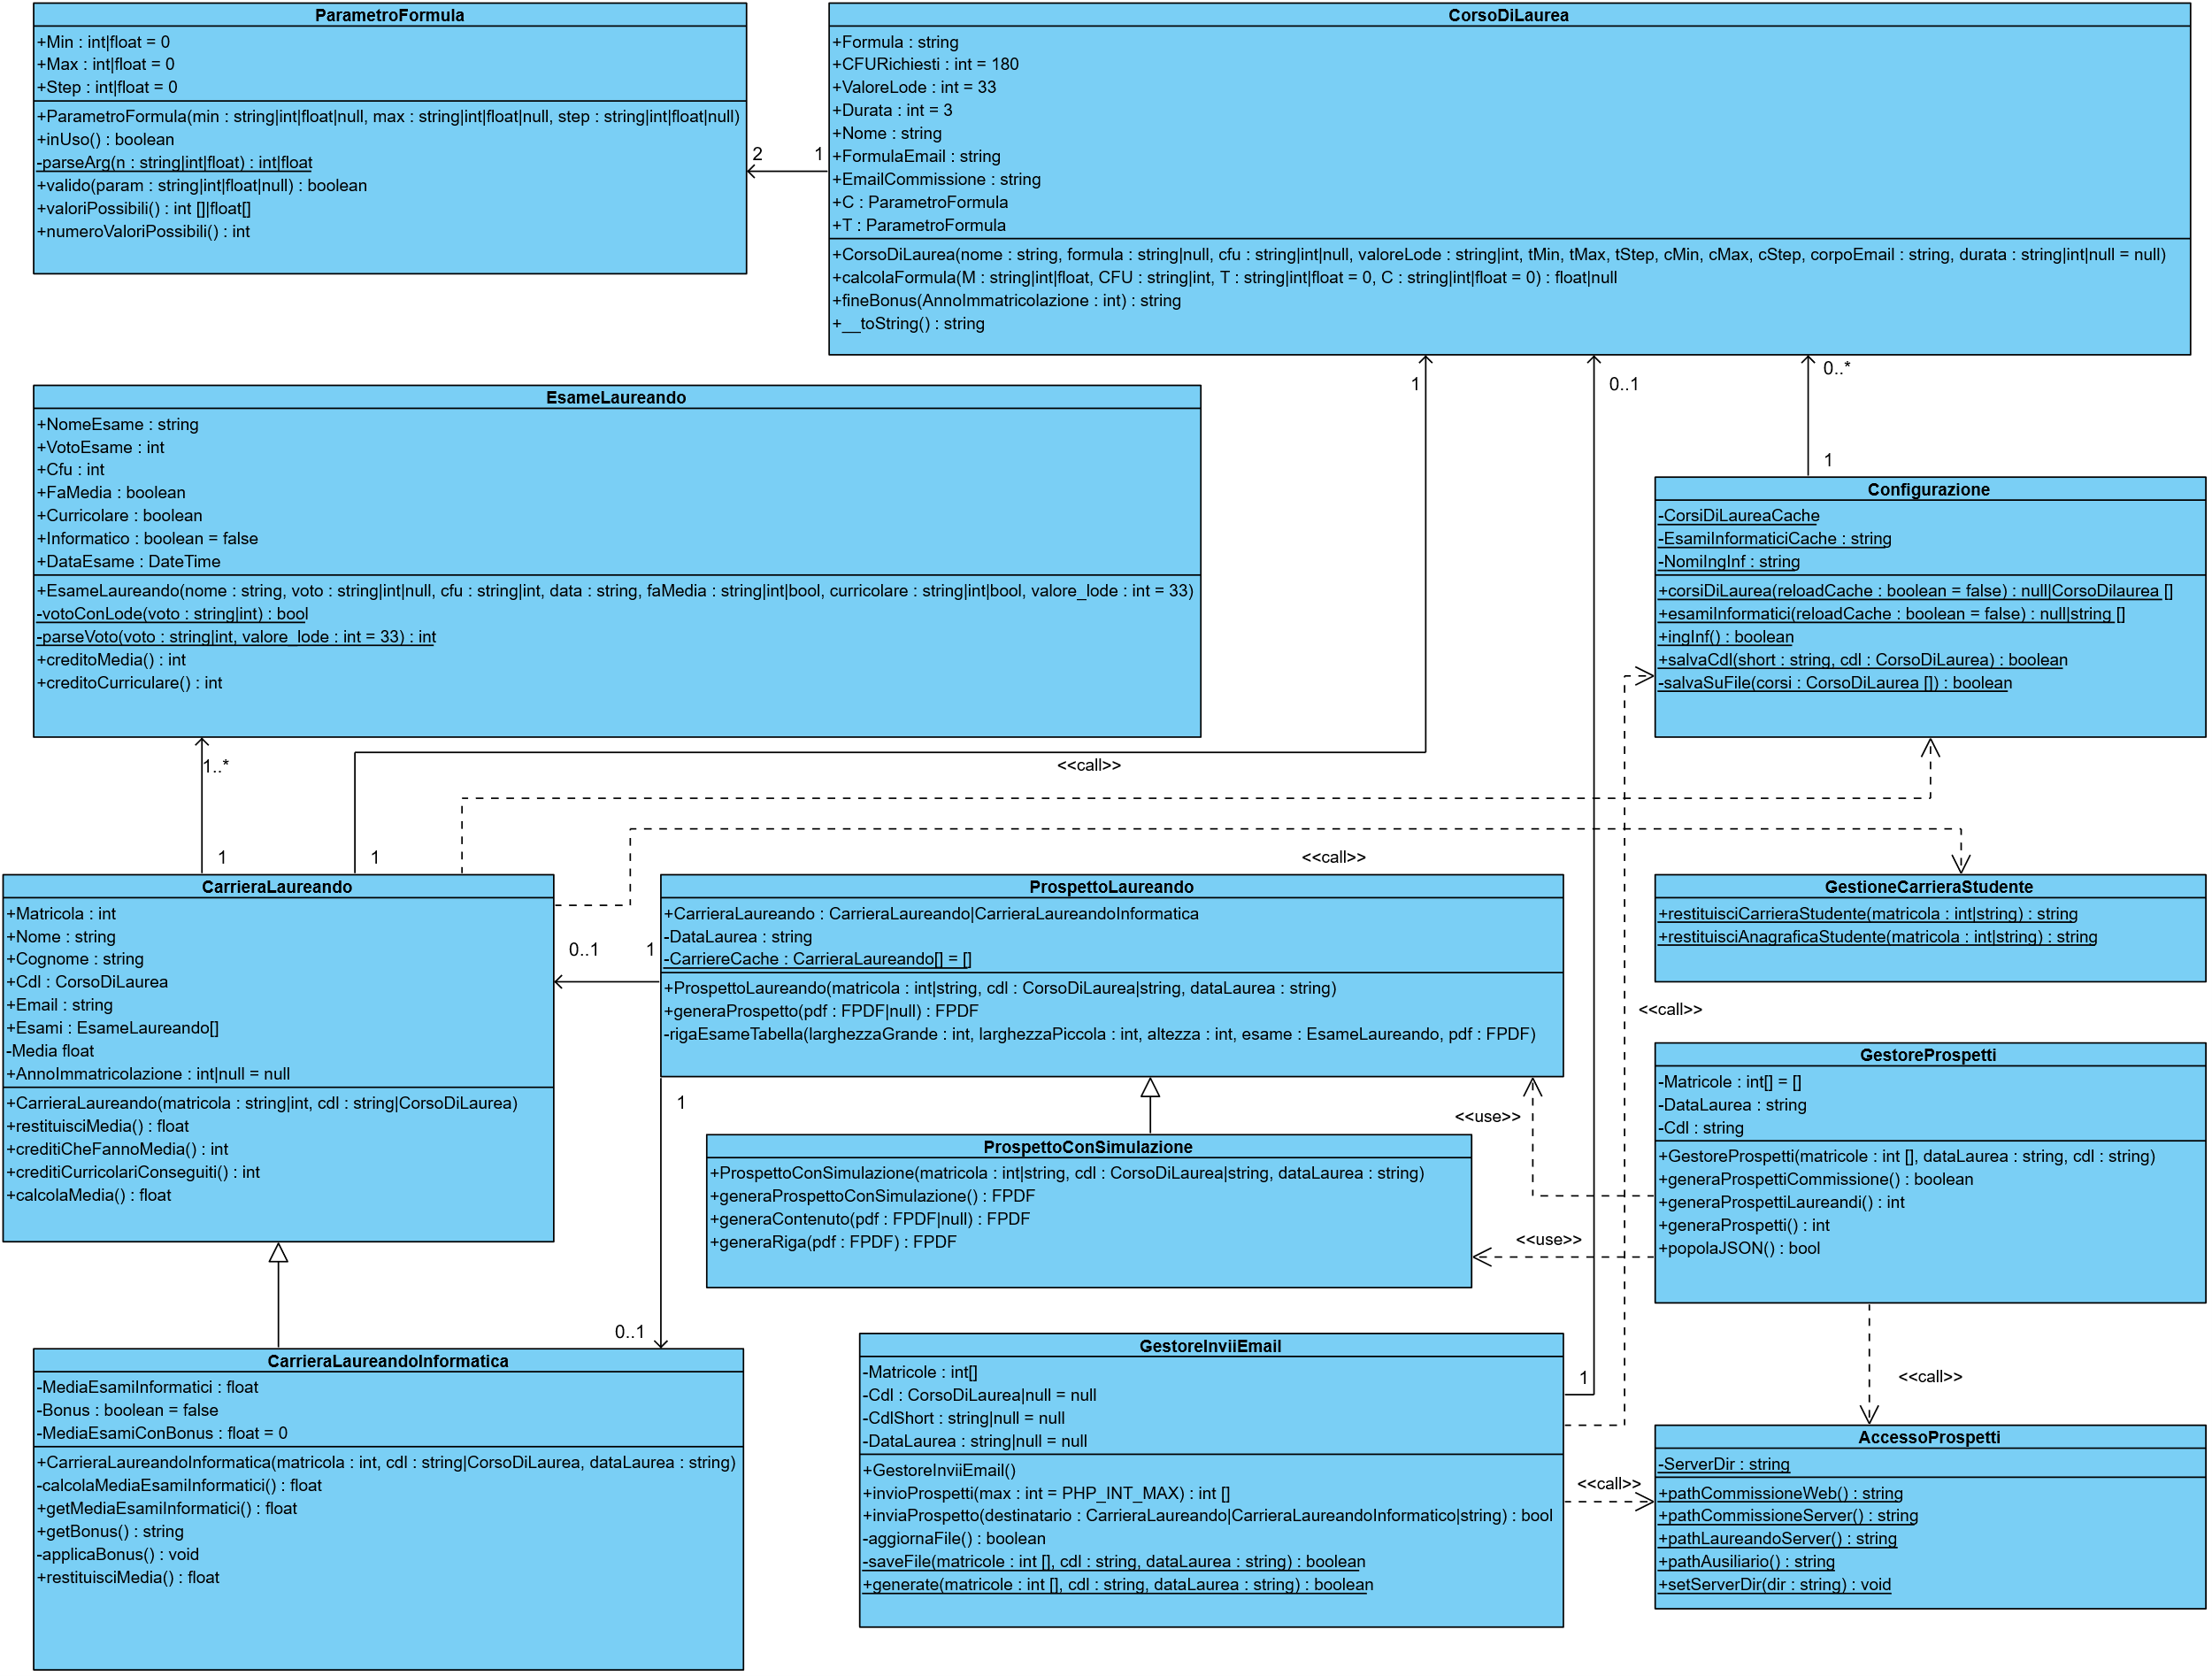 ParametroFormula
+Min : int|float = 0
+Max : int|float = 0
+Step : int|float = 0
+ParametroFormula(min : string|int|float|null, max : string|int|float|null, step : string|int|float|null)
+inUso() : boolean
-parseArg(n : string|int|float) : int|float
+valido(param : string|int|float|null) : boolean
+valoriPossibili() : int []|float[]
+numeroValoriPossibili() : int
2
1
CorsoDiLaurea
+Formula : string
+CFURichiesti : int = 180
+ValoreLode : int = 33
+Durata : int = 3
+Nome : string
+FormulaEmail : string
+EmailCommissione : string
+C : ParametroFormula
+T : ParametroFormula
+CorsoDiLaurea(nome : string, formula : string|null, cfu : string|int|null, valoreLode : string|int, tMin, tMax, tStep, cMin, cMax, cStep, corpoEmail : string, durata : string|int|null = null)
+calcolaFormula(M : string|int|float, CFU : string|int, T : string|int|float = 0, C : string|int|float = 0) : float|null
+fineBonus(AnnoImmatricolazione : int) : string
+__toString() : string
1
0..1
0..*
1
EsameLaureando
+NomeEsame : string
+VotoEsame : int
+Cfu : int
+FaMedia : boolean
+Curricolare : boolean
+Informatico : boolean = false
+DataEsame : DateTime
+EsameLaureando(nome : string, voto : string|int|null, cfu : string|int, data : string, faMedia : string|int|bool, curricolare : string|int|bool, valore_lode : int = 33)
-votoConLode(voto : string|int) : bool
-parseVoto(voto : string|int, valore_lode : int = 33) : int
+creditoMedia() : int
+creditoCurriculare() : int
Configurazione
-CorsiDiLaureaCache
-EsamiInformaticiCache : string
-NomiIngInf : string
+corsiDiLaurea(reloadCache : boolean = false) : null|CorsoDilaurea []
+esamiInformatici(reloadCache : boolean = false) : null|string []
+ingInf() : boolean
+salvaCdl(short : string, cdl : CorsoDiLaurea) : boolean
-salvaSuFile(corsi : CorsoDiLaurea []) : boolean
1..*
<<call>>
1
1
<<call>>
CarrieraLaureando
+Matricola : int
+Nome : string
+Cognome : string
+Cdl : CorsoDiLaurea
+Email : string
+Esami : EsameLaureando[]
-Media float
+AnnoImmatricolazione : int|null = null
+CarrieraLaureando(matricola : string|int, cdl : string|CorsoDiLaurea)
+restituisciMedia() : float
+creditiCheFannoMedia() : int
+creditiCurricolariConseguiti() : int
+calcolaMedia() : float
0..1
1
ProspettoLaureando
+CarrieraLaureando : CarrieraLaureando|CarrieraLaureandoInformatica
-DataLaurea : string
-CarriereCache : CarrieraLaureando[] = []
+ProspettoLaureando(matricola : int|string, cdl : CorsoDiLaurea|string, dataLaurea : string)
+generaProspetto(pdf : FPDF|null) : FPDF
-rigaEsameTabella(larghezzaGrande : int, larghezzaPiccola : int, altezza : int, esame : EsameLaureando, pdf : FPDF)
GestioneCarrieraStudente
+restituisciCarrieraStudente(matricola : int|string) : string
+restituisciAnagraficaStudente(matricola : int|string) : string
<<call>>
1
<<use>>
GestoreProspetti
-Matricole : int[] = []
-DataLaurea : string
-Cdl : string
+GestoreProspetti(matricole : int [], dataLaurea : string, cdl : string)
+generaProspettiCommissione() : boolean
+generaProspettiLaureandi() : int
+generaProspetti() : int
+popolaJSON() : bool
ProspettoConSimulazione
+ProspettoConSimulazione(matricola : int|string, cdl : CorsoDiLaurea|string, dataLaurea : string)
+generaProspettoConSimulazione() : FPDF
+generaContenuto(pdf : FPDF|null) : FPDF
+generaRiga(pdf : FPDF) : FPDF
<<use>>
0..1
CarrieraLaureandoInformatica
-MediaEsamiInformatici : float
-Bonus : boolean = false
-MediaEsamiConBonus : float = 0
+CarrieraLaureandoInformatica(matricola : int, cdl : string|CorsoDiLaurea, dataLaurea : string)
-calcolaMediaEsamiInformatici() : float
+getMediaEsamiInformatici() : float
+getBonus() : string
-applicaBonus() : void
+restituisciMedia() : float
GestoreInviiEmail
-Matricole : int[]
-Cdl : CorsoDiLaurea|null = null
-CdlShort : string|null = null
-DataLaurea : string|null = null
+GestoreInviiEmail()
+invioProspetti(max : int = PHP_INT_MAX) : int []
+inviaProspetto(destinatario : CarrieraLaureando|CarrieraLaureandoInformatico|string) : bool
-aggiornaFile() : boolean
-saveFile(matricole : int [], cdl : string, dataLaurea : string) : boolean
+generate(matricole : int [], cdl : string, dataLaurea : string) : boolean
1
<<call>>
<<call>>
AccessoProspetti
-ServerDir : string
+pathCommissioneWeb() : string
+pathCommissioneServer() : string
+pathLaureandoServer() : string
+pathAusiliario() : string
+setServerDir(dir : string) : void